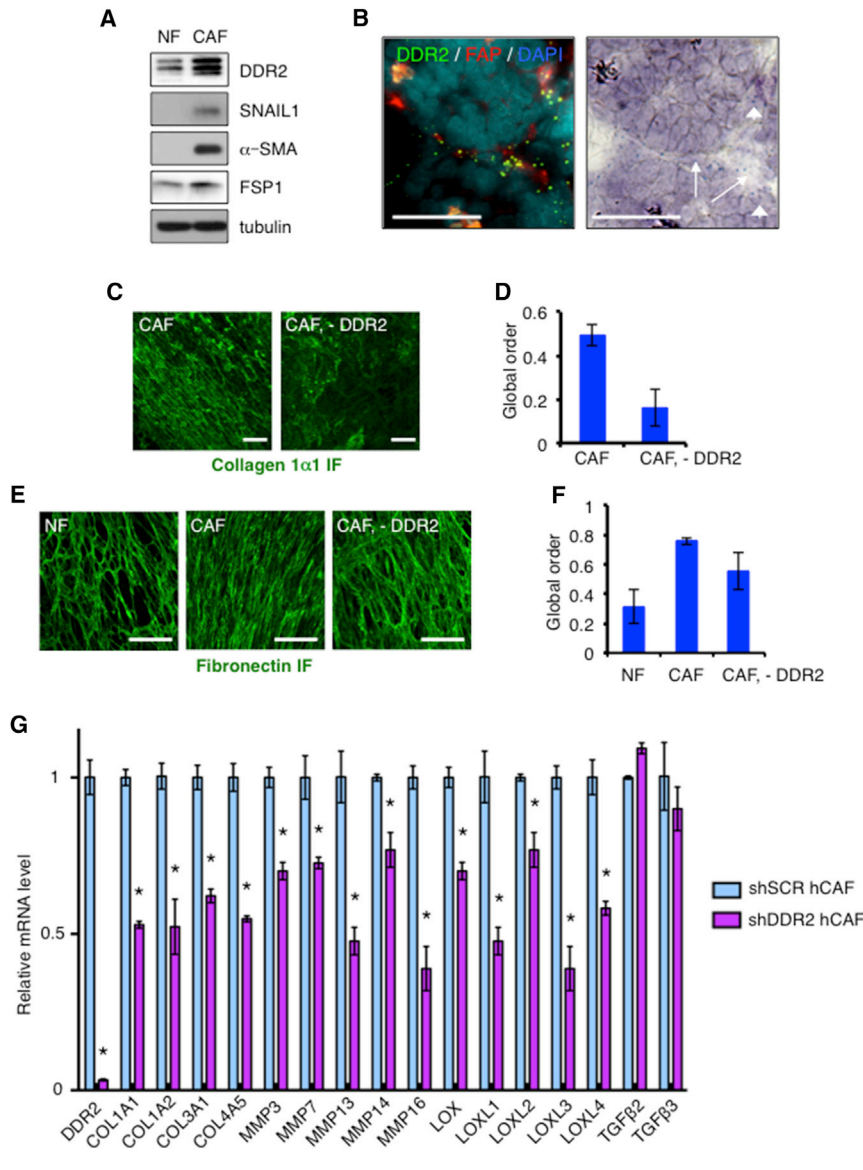 A
NF CAF
DDR2
SNAIL1
α-SMA
FSP1
tubulin
B
DDR2 / FAP / DAPI
C
CAF
CAF, - DDR2
Collagen 1α1 IF
D
Global order
0.6
0.4
0.2
0
CAF
CAF, - DDR2
E
NF
CAF
CAF, - DDR2
Fibronectin IF
F
Global order
1
0.8
0.6
0.4
0.2
0
NF
CAF
CAF, - DDR2
G
Relative mRNA level
1
0.5
0
* * * * * * * * * * * * * * *
DDR2
COL1A1
COL1A2
COL3A1
COL4A5
MMP3
MMP7
MMP13
MMP14
MMP16
LOX
LOXL1
LOXL2
LOXL3
LOXL4
TGFβ2
TGFβ3
shSCR hCAF
shDDR2 hCAF